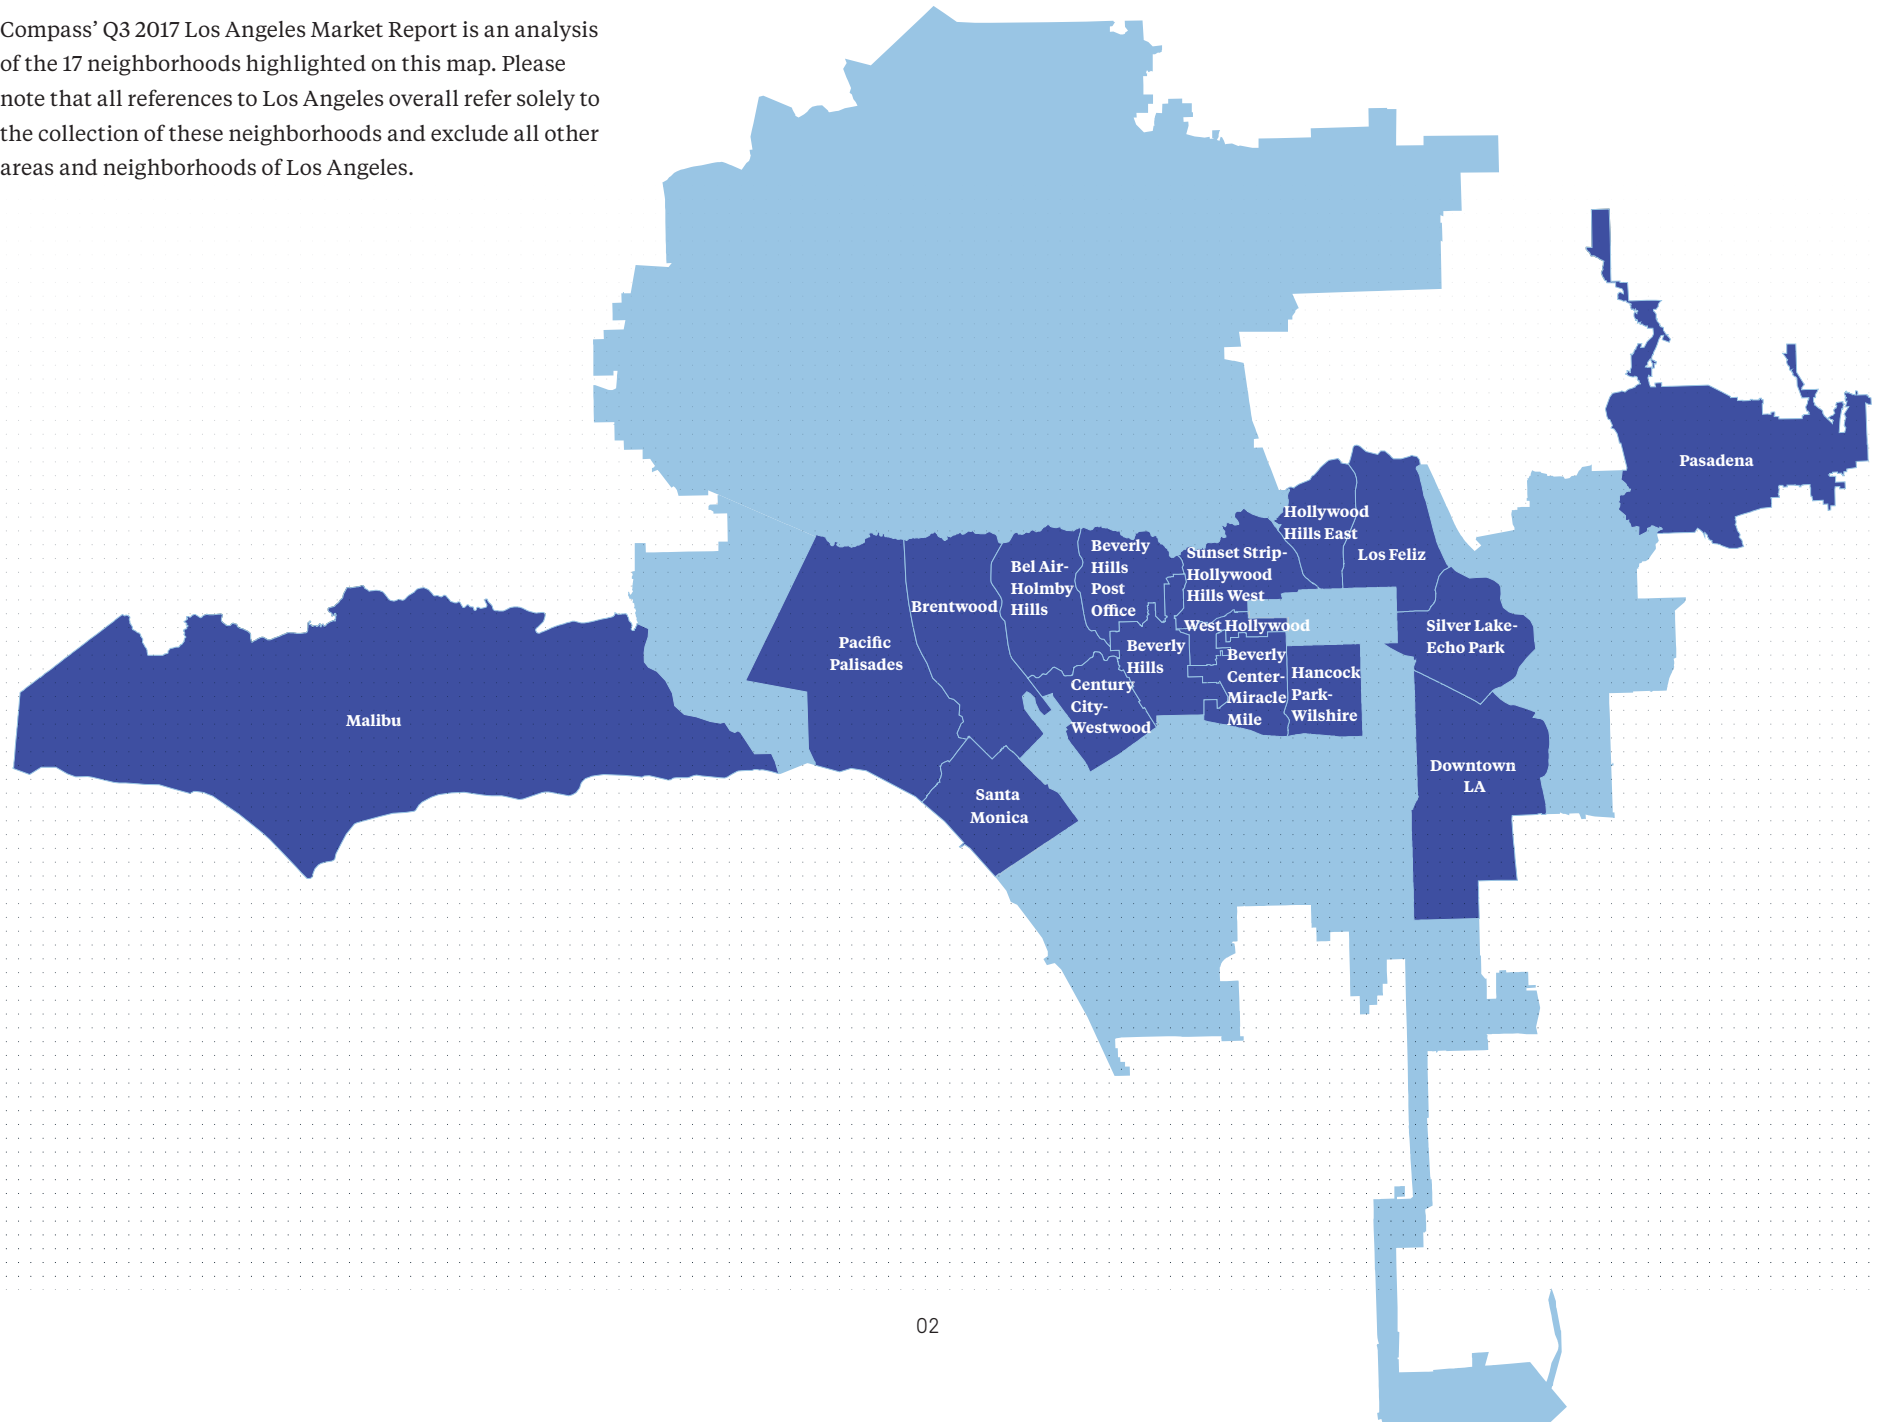 Compass’ Q3 2017 Los Angeles Market Report is an analysis
of the 17 neighborhoods highlighted on this map. Please
note that all references to Los Angeles overall refer solely to
the collection of these neighborhoods and exclude all other
areas and neighborhoods of Los Angeles.
Pasadena
Hollywood
Hills East
Los Feliz
Beverly
Hills
Post
Office
Sunset Strip-
Hollywood
Hills West
Bel Air-
Holmby
Hills
Brentwood
Pacific
Palisades
West Hollywood
Silver Lake-
Echo Park
Beverly
Hills
Beverly
Center-
Miracle
Mile
Hancock
Park-
Wilshire
Century
City-
Westwood
Malibu
Downtown
LA
Santa
Monica
02